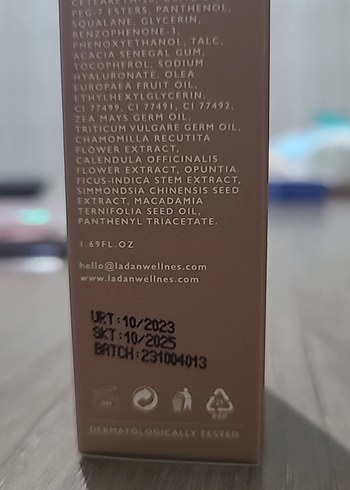 PEG-7 ESTERS, PANTHENOL,
SQUALANE, GLYCERIN,
BENZOPHENONE-3,
PHENOXYETHANOL, TALC,
ACACIA SENEGAL GUM,
TOCOPHEROL, SODIUM
HYALURONATE, OLEA
EUROPAEA FRUIT OIL,
ETHYLHEXYLGLYCERIN,
CI 77499, CI 77491, CI 77492,
ZEA MAYS GERM OIL,
TRITICUM VULGARE GERM OIL,
CHAMOMILLA RECUTITA
FLOWER EXTRACT,
CALENDULA OFFICINALIS
FLOWER EXTRACT, OPUNTIA
FICUS-INDICA STEM EXTRACT,
SIMMONDSIA CHINENSIS SEED
EXTRACT, MACADAMIA
TERNIFOLIA SEED OIL,
PANTHENYL TRIACETATE.
1.69FL.OZ
hello@ladanwellnes.com
www.ladanwellnes.com
URT:10/2023
SKT:10/2025
BATCH:231004013
21
PAP
DERMATOLOGICALLY TESTED